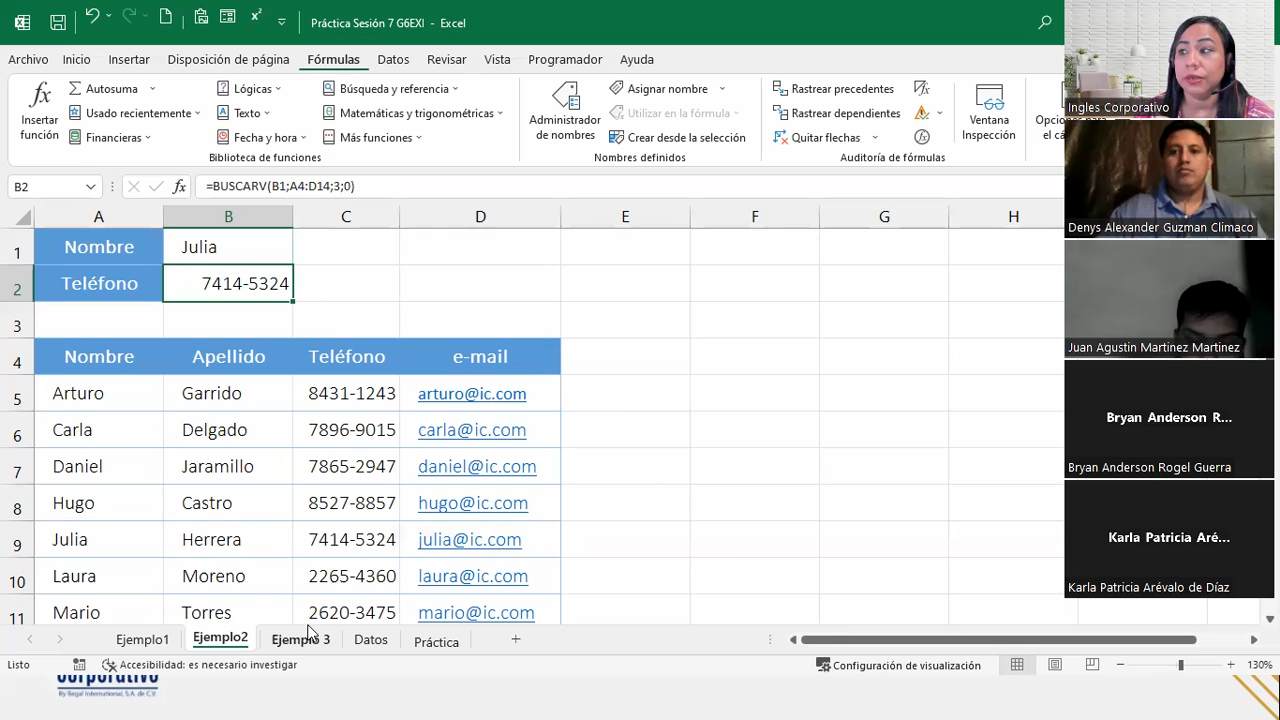 Práctica Sesión 7 G6EXI - Excel
Archivo Inicio Insertar Disposición de página Fórmulas Datos Revisar Vista Programador Ayuda
Insertar función
Autosuma
Usado recientemente
Financieras
Lógicas
Texto
Fecha y hora
Búsqueda y referencia
Matemáticas y trigonométricas
Más funciones
Biblioteca de funciones
Administrador de nombres
Asignar nombre
Utilizar en la fórmula
Crear desde la selección
Nombres definidos
Rastrear precedentes
Rastrear dependientes
Quitar flechas
Auditoría de fórmulas
Ventana Inspección
B2 =BUSCARV(B1;A4:D14;3;0)
A B C D E F G H
1 Nombre Julia
2 Teléfono 7414-5324
3
4 Nombre Apellido Teléfono e-mail
5 Arturo Garrido 8431-1243 arturo@ic.com
6 Carla Delgado 7896-9015 carla@ic.com
7 Daniel Jaramillo 7865-2947 daniel@ic.com
8 Hugo Castro 8527-8857 hugo@ic.com
9 Julia Herrera 7414-5324 julia@ic.com
10 Laura Moreno 2265-4360 laura@ic.com
11 Mario Torres 2620-3475 mario@ic.com
Ejemplo1 Ejemplo2 Ejemplo 3 Datos Práctica
Listo Accesibilidad: es necesario investigar Configuración de visualización 130%
By Regal International, S.A. de C.V.
Ingles Corporativo
Denys Alexander Guzman Climaco
Juan Agustin Martinez Martinez
Bryan Anderson R...
Bryan Anderson Rogel Guerra
Karla Patricia Aré...
Karla Patricia Arévalo de Díaz